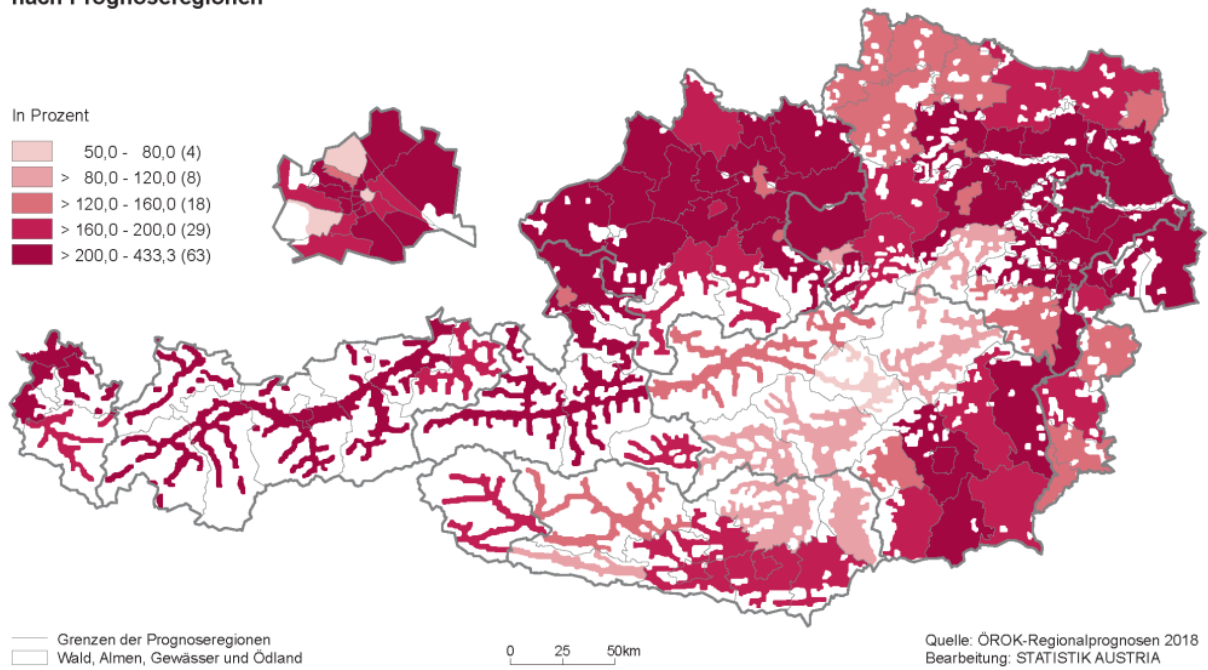 nach Prognoseregionen
In Prozent
50,0 - 80,0 (4)
> 80,0 - 120,0 (8)
> 120,0 - 160,0 (18)
> 160,0 - 200,0 (29)
> 200,0 - 433,3 (63)
Grenzen der Prognoseregionen
Wald, Almen, Gewässer und Ödland
0 25 50km
Quelle: ÖROK-Regionalprognosen 2018
Bearbeitung: STATISTIK AUSTRIA